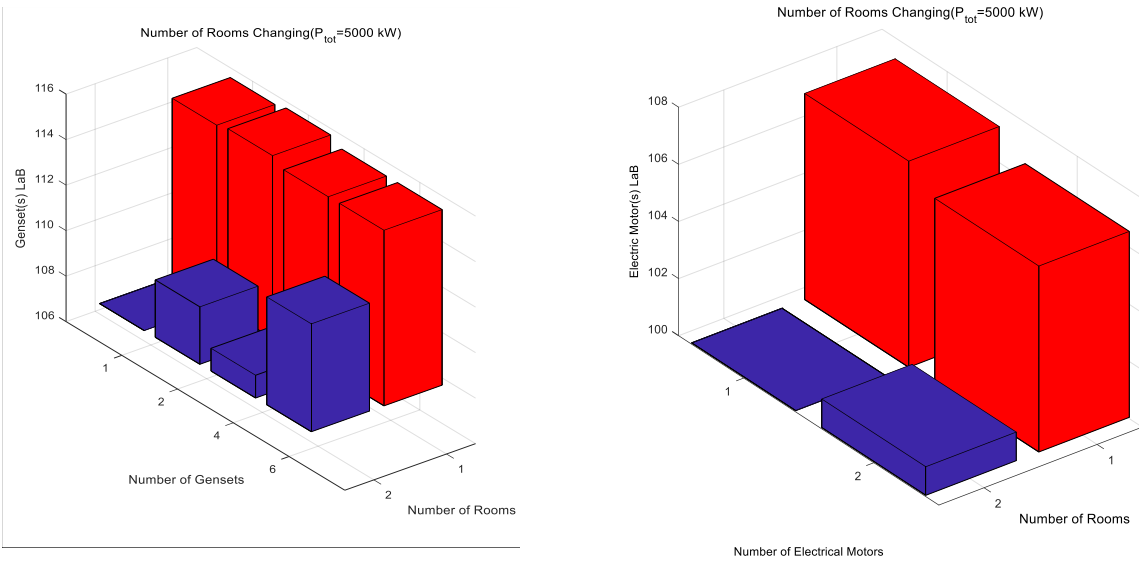 Number of Rooms Changing(Ptot=5000 kW)
116
114
112
110
108
106
Genset(s) LaB
1
2
4
6
Number of Gensets
1
2
Number of Rooms
Number of Rooms Changing(Ptot=5000 kW)
108
106
104
102
100
Electric Motor(s) LaB
1
2
Number of Electrical Motors
1
2
Number of Rooms